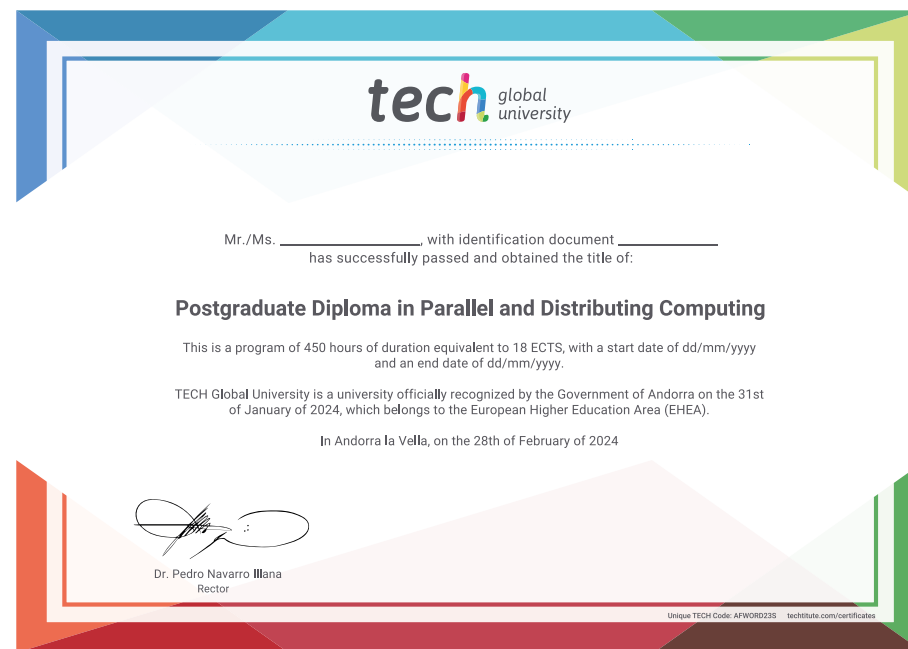 tech global university
Mr./Ms. ____________________, with identification document ______________
has successfully passed and obtained the title of:
Postgraduate Diploma in Parallel and Distributing Computing
This is a program of 450 hours of duration equivalent to 18 ECTS, with a start date of dd/mm/yyyy
and an end date of dd/mm/yyyy.
TECH Global University is a university officially recognized by the Government of Andorra on the 31st
of January of 2024, which belongs to the European Higher Education Area (EHEA).
In Andorra la Vella, on the 28th of February of 2024
Dr. Pedro Navarro Illana
Rector
Unique TECH Code: AFWORD23S techtitute.com/certificates